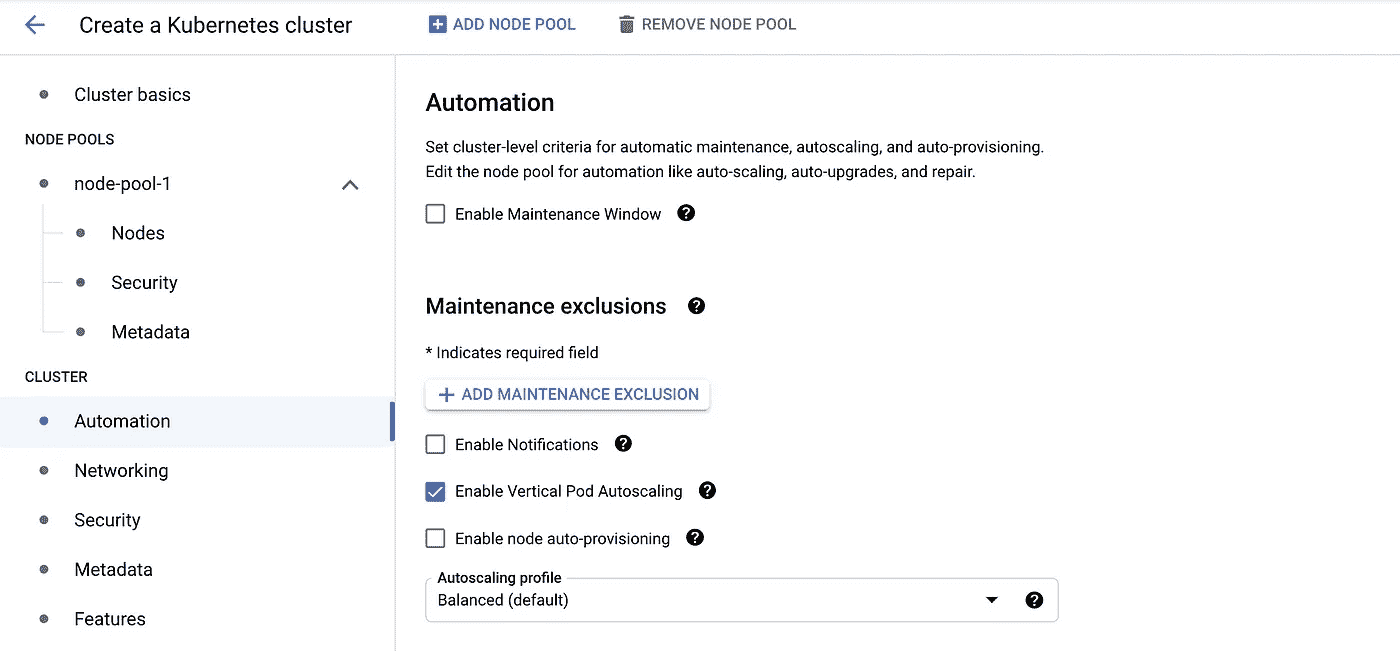 Create a Kubernetes cluster
ADD NODE POOL
REMOVE NODE POOL
Cluster basics
NODE POOLS
node-pool-1
Nodes
Security
Metadata
CLUSTER
Automation
Networking
Security
Metadata
Features
Automation
Set cluster-level criteria for automatic maintenance, autoscaling, and auto-provisioning.
Edit the node pool for automation like auto-scaling, auto-upgrades, and repair.
Enable Maintenance Window
Maintenance exclusions
* Indicates required field
ADD MAINTENANCE EXCLUSION
Enable Notifications
Enable Vertical Pod Autoscaling
Enable node auto-provisioning
Autoscaling profile
Balanced (default)